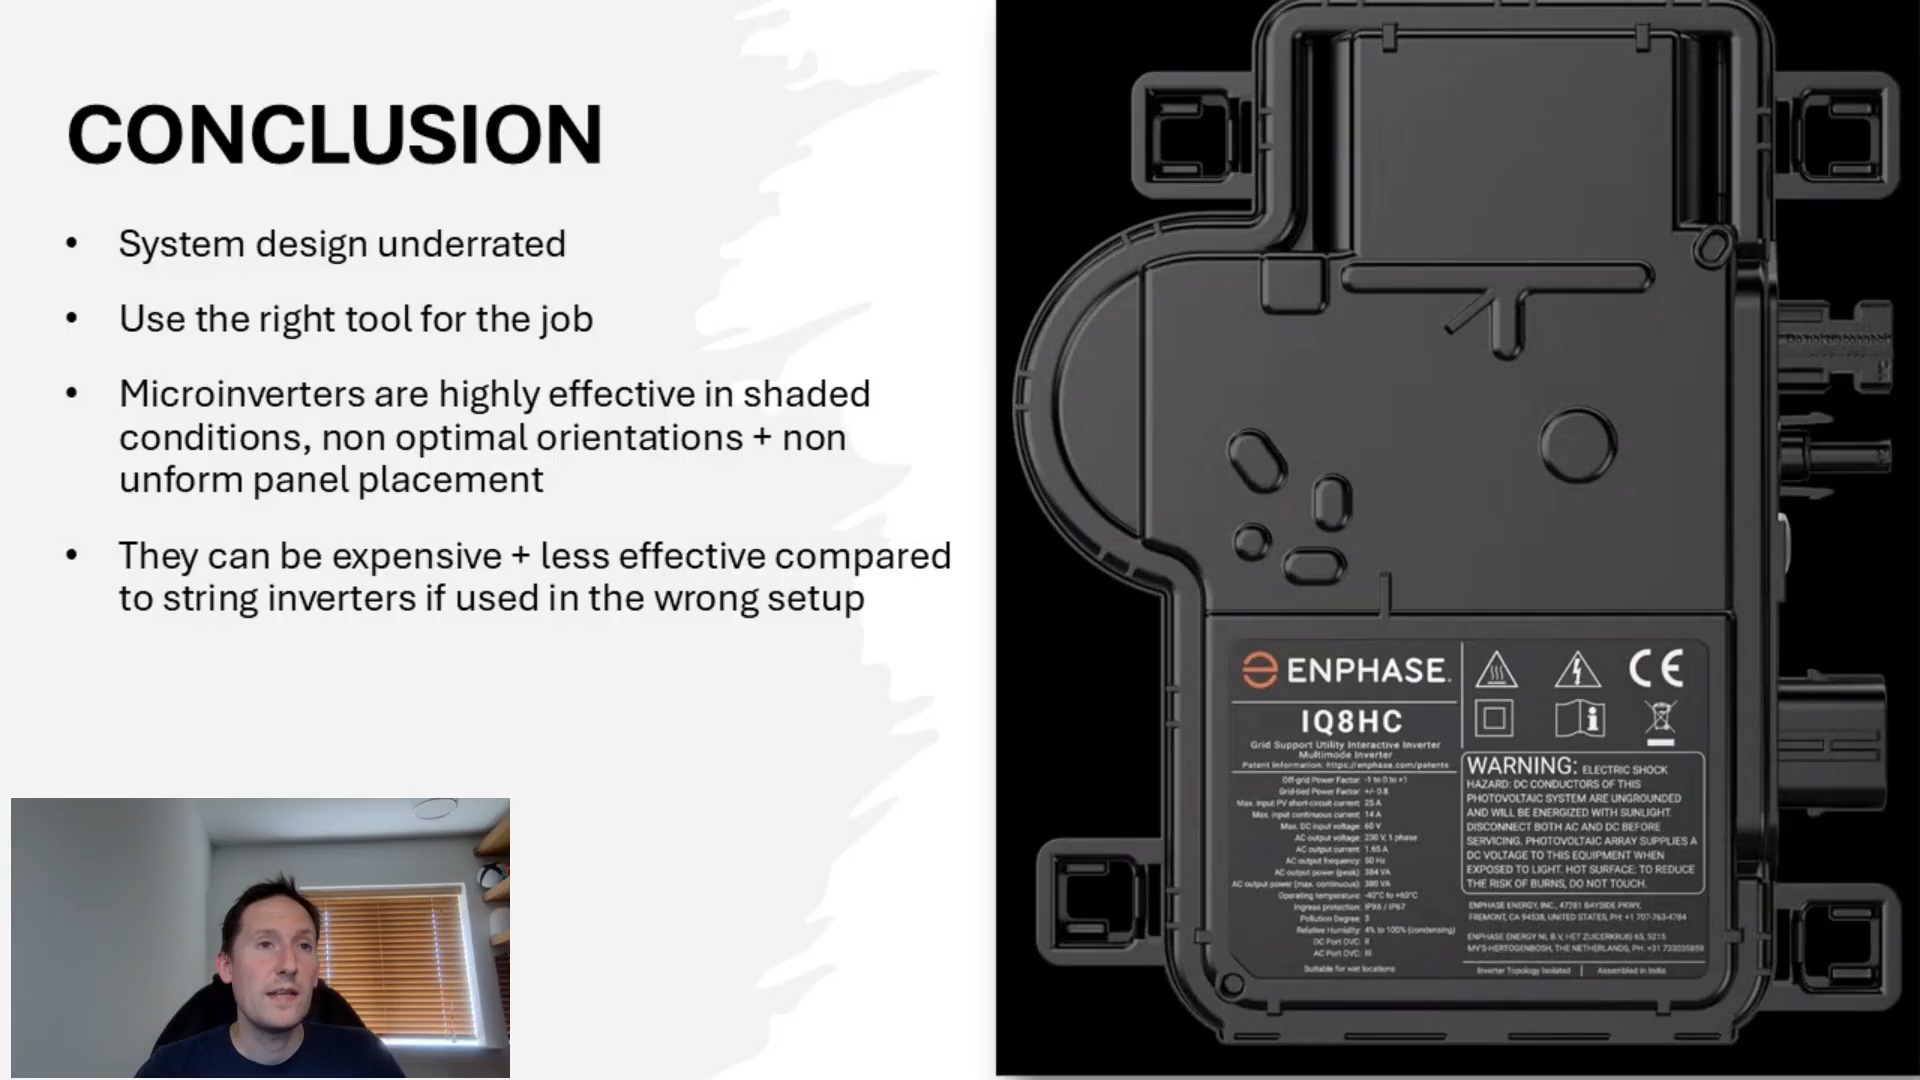 CONCLUSION
• System design underrated
• Use the right tool for the job
• Microinverters are highly effective in shaded
conditions, non optimal orientations + non
unform panel placement
• They can be expensive + less effective compared
to string inverters if used in the wrong setup
ENPHASE
IQ8HC
Grid Support Utility Interactive Inverter
Multimode Inverter
Patent Information: https://enphase.com/patents
Off-grid Power Factor: -1 to 0 to +1
Grid-tied Power Factor: +/- 0.8
Max. input PV short-circuit current: 25 A
Max. input continuous current: 14 A
Max. DC input voltage: 60 V
AC output voltage: 230 V, 1 phase
AC output current: 1.65 A
AC output frequency: 50 Hz
AC output power (peak): 384 VA
AC output power (max. continuous): 380 VA
Operating temperature: -40°C to +60°C
Ingress protection: IPX6 / IP67
Pollution Degree: 3
Relative Humidity: 4% to 100% (condensing)
DC Port OVC: II
AC Port OVC: III
Suitable for wet locations
CE
WARNING: ELECTRIC SHOCK
HAZARD: DC CONDUCTORS OF THIS
PHOTOVOLTAIC SYSTEM ARE UNGROUNDED
AND WILL BE ENERGIZED WITH SUNLIGHT.
DISCONNECT BOTH AC AND DC BEFORE
SERVICING. PHOTOVOLTAIC ARRAY SUPPLIES A
DC VOLTAGE TO THIS EQUIPMENT WHEN
EXPOSED TO LIGHT. HOT SURFACE: TO REDUCE
THE RISK OF BURNS, DO NOT TOUCH.
ENPHASE ENERGY, INC., 47281 BAYSIDE PKWY,
FREMONT, CA 94538, UNITED STATES, PH: +1 707-763-4784
ENPHASE ENERGY NL B.V, HET ZUIDERKRUIS 65, 5215
MV'S-HERTOGENBOSH, THE NETHERLANDS, PH: +31 733035859
Inverter Topology Isolated | Assembled in India